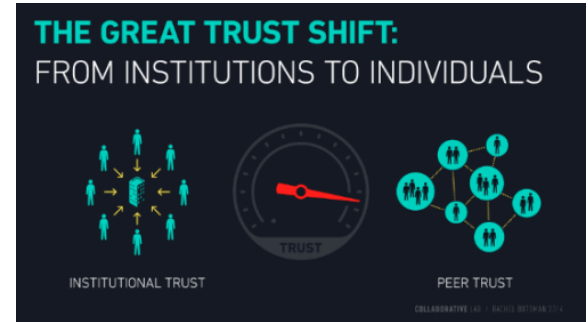 THE GREAT TRUST SHIFT:
FROM INSTITUTIONS TO INDIVIDUALS
TRUST
INSTITUTIONAL TRUST
PEER TRUST
COLLABORATIVE LAB / RACHEL BOTSMAN 2016